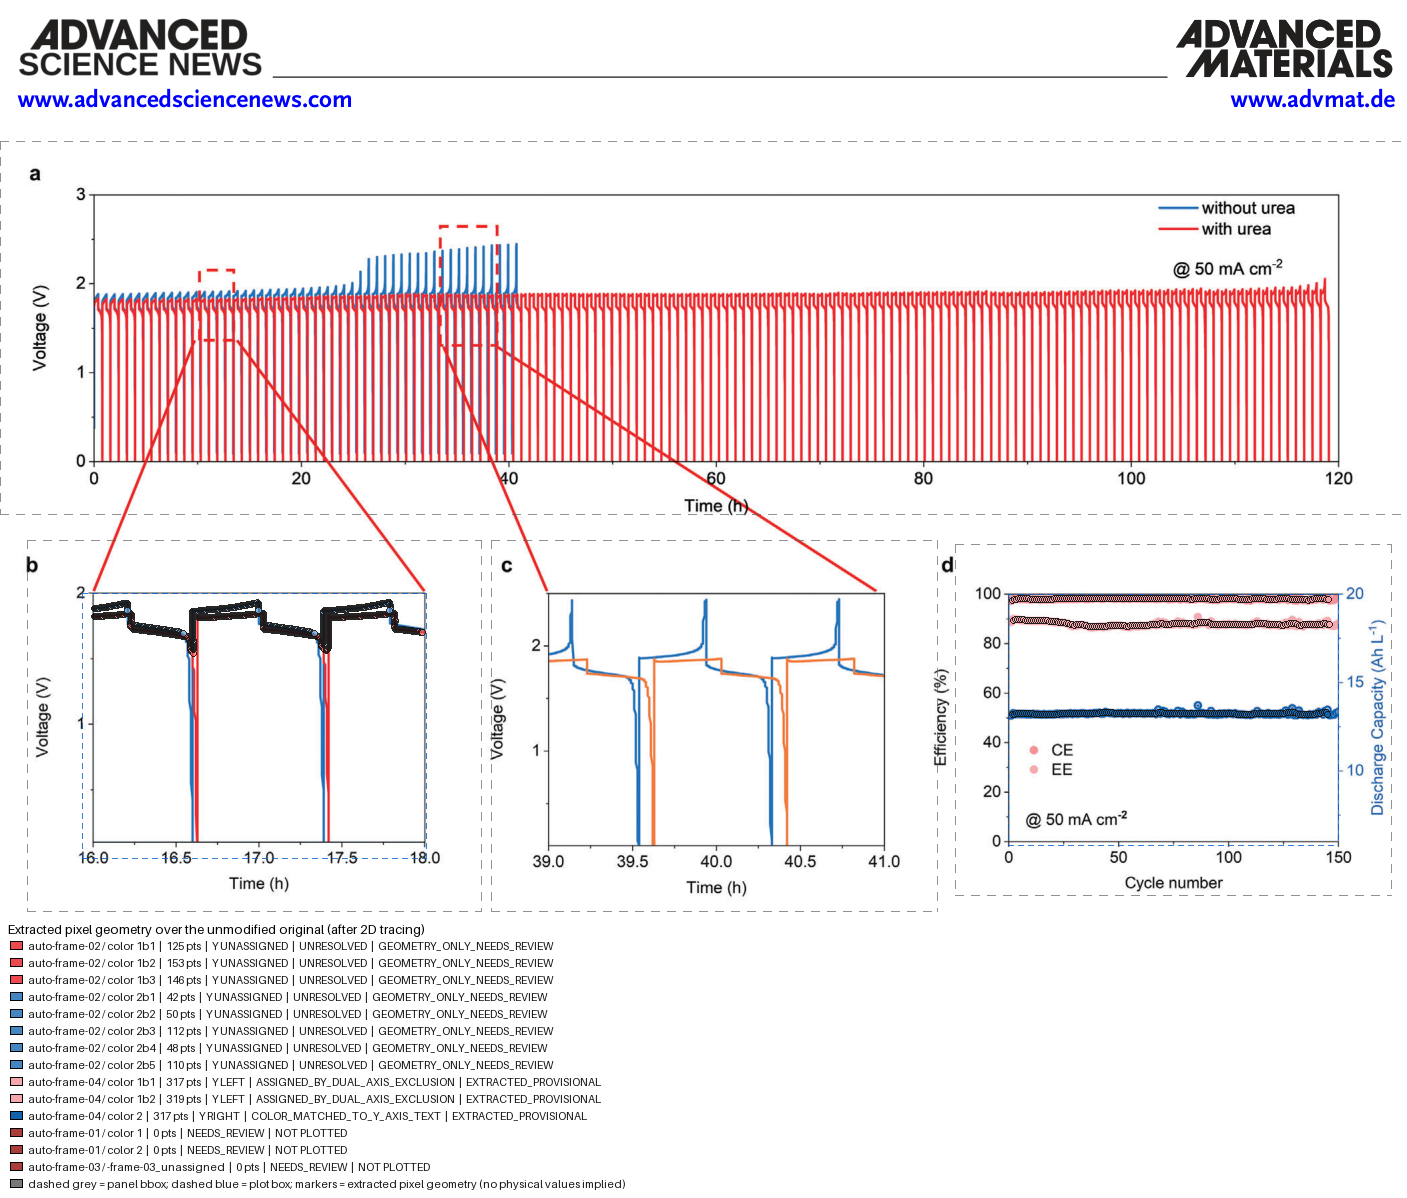 ADVANCED
SCIENCE NEWS
www.advancedsciencenews.com
ADVANCED
MATERIALS
www.advmat.de
a
3
2
1
0
Voltage (V)
without urea
with urea
@ 50 mA cm-2
0 20 40 60 80 100 120
Time (h)
b
2
1
Voltage (V)
16.0 16.5 17.0 17.5 18.0
Time (h)
c
2
1
Voltage (V)
39.0 39.5 40.0 40.5 41.0
Time (h)
d
100
80
60
40
20
0
Efficiency (%)
CE
EE
@ 50 mA cm-2
20
15
10
Discharge Capacity (Ah L-1)
0 50 100 150
Cycle number
Extracted pixel geometry over the unmodified original (after 2D tracing)
auto-frame-02 / color 1b1 | 125 pts | Y UNASSIGNED | UNRESOLVED | GEOMETRY_ONLY_NEEDS_REVIEW
auto-frame-02 / color 1b2 | 153 pts | Y UNASSIGNED | UNRESOLVED | GEOMETRY_ONLY_NEEDS_REVIEW
auto-frame-02 / color 1b3 | 146 pts | Y UNASSIGNED | UNRESOLVED | GEOMETRY_ONLY_NEEDS_REVIEW
auto-frame-02 / color 2b1 | 42 pts | Y UNASSIGNED | UNRESOLVED | GEOMETRY_ONLY_NEEDS_REVIEW
auto-frame-02 / color 2b2 | 50 pts | Y UNASSIGNED | UNRESOLVED | GEOMETRY_ONLY_NEEDS_REVIEW
auto-frame-02 / color 2b3 | 112 pts | Y UNASSIGNED | UNRESOLVED | GEOMETRY_ONLY_NEEDS_REVIEW
auto-frame-02 / color 2b4 | 48 pts | Y UNASSIGNED | UNRESOLVED | GEOMETRY_ONLY_NEEDS_REVIEW
auto-frame-02 / color 2b5 | 110 pts | Y UNASSIGNED | UNRESOLVED | GEOMETRY_ONLY_NEEDS_REVIEW
auto-frame-04 / color 1b1 | 317 pts | Y LEFT | ASSIGNED_BY_DUAL_AXIS_EXCLUSION | EXTRACTED_PROVISIONAL
auto-frame-04 / color 1b2 | 319 pts | Y LEFT | ASSIGNED_BY_DUAL_AXIS_EXCLUSION | EXTRACTED_PROVISIONAL
auto-frame-04 / color 2 | 317 pts | Y RIGHT | COLOR_MATCHED_TO_Y_AXIS_TEXT | EXTRACTED_PROVISIONAL
auto-frame-01 / color 1 | 0 pts | NEEDS_REVIEW | NOT PLOTTED
auto-frame-01 / color 2 | 0 pts | NEEDS_REVIEW | NOT PLOTTED
auto-frame-03 / -frame-03_unassigned | 0 pts | NEEDS_REVIEW | NOT PLOTTED
dashed grey = panel bbox; dashed blue = plot box; markers = extracted pixel geometry (no physical values implied)